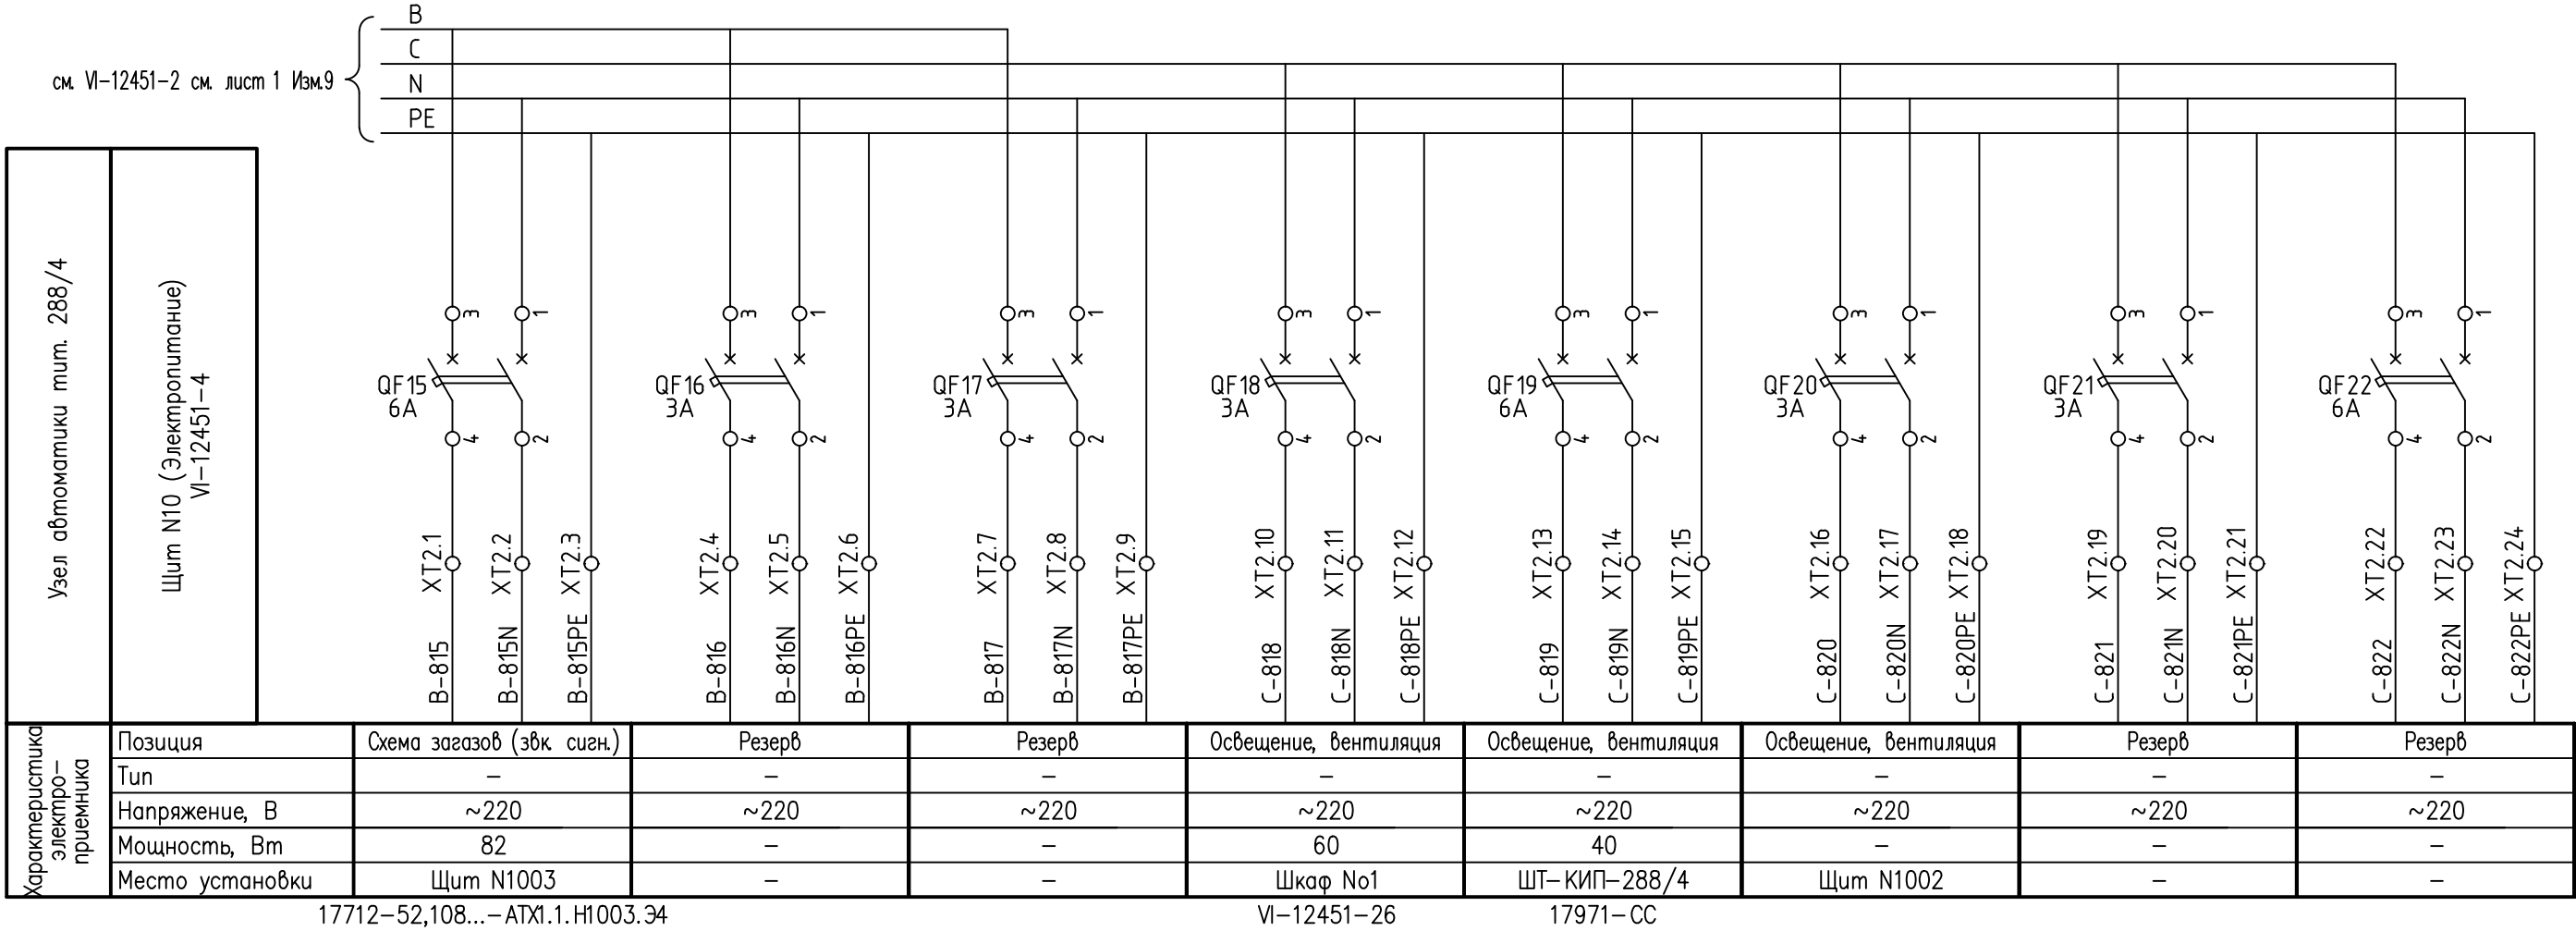 B
C
N
PE
см. VI-12451-2 см. лист 1 Изм.9
Узел автоматики тит. 288/4
Щит N10 (Электропитание)
VI-12451-4
3 1 3 1 3 1 3 1 3 1 3 1 3 1 3 1
QF15 QF16 QF17 QF18 QF19 QF20 QF21 QF22
6А 3А 3А 3А 6А 3А 3А 6А
4 2 4 2 4 2 4 2 4 2 4 2 4 2 4 2
XT2.1 XT2.2 XT2.3 XT2.4 XT2.5 XT2.6 XT2.7 XT2.8 XT2.9 XT2.10 XT2.11 XT2.12 XT2.13 XT2.14 XT2.15 XT2.16 XT2.17 XT2.18 XT2.19 XT2.20 XT2.21 XT2.22 XT2.23 XT2.24
B-815 B-815N B-815PE B-816 B-816N B-816PE B-817 B-817N B-817PE C-818 C-818N C-818PE C-819 C-819N C-819PE C-820 C-820N C-820PE C-821 C-821N C-821PE C-822 C-822N C-822PE
Характеристика
электро-
приемника
Позиция Схема загазов (звк. сигн.) Резерв Резерв Освещение, вентиляция Освещение, вентиляция Освещение, вентиляция Резерв Резерв
Тип - - - - - - - -
Напряжение, В ~220 ~220 ~220 ~220 ~220 ~220 ~220 ~220
Мощность, Вт 82 - - 60 40 - - -
Место установки Щит N1003 - - Шкаф No1 ШТ-КИП-288/4 Щит N1002 - -
17712-52,108...-АТХ1.1.Н1003.Э4 VI-12451-26 17971-СС